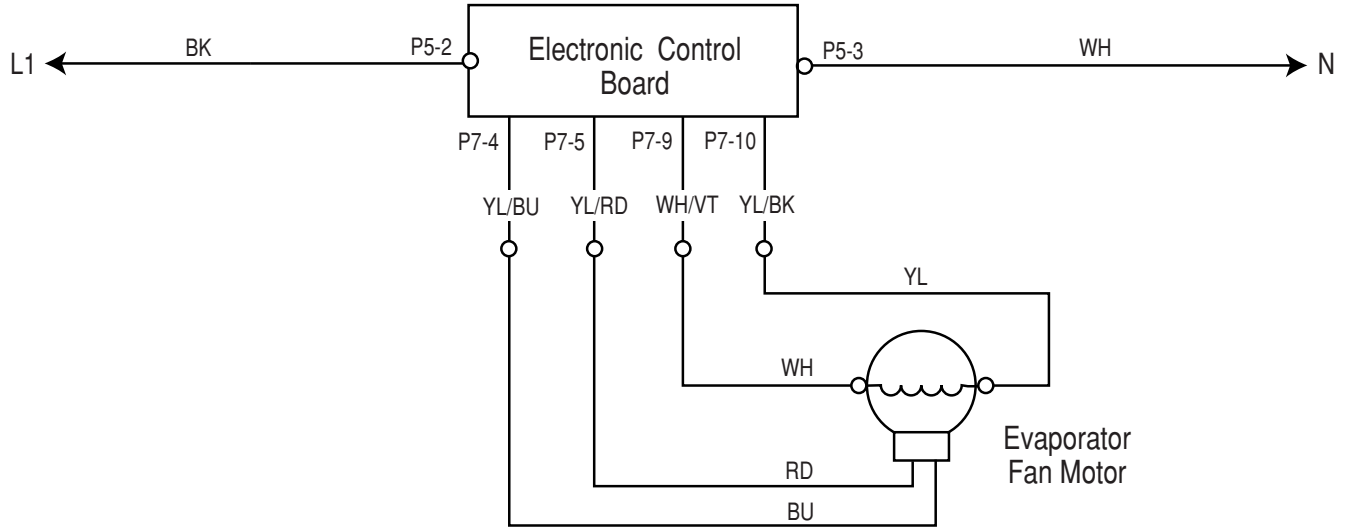 BK
P5-2
Electronic Control
Board
P5-3
WH
L1
N
P7-4
P7-5
P7-9
P7-10
YL/BU
YL/RD
WH/VT
YL/BK
YL
WH
Evaporator
Fan Motor
RD
BU